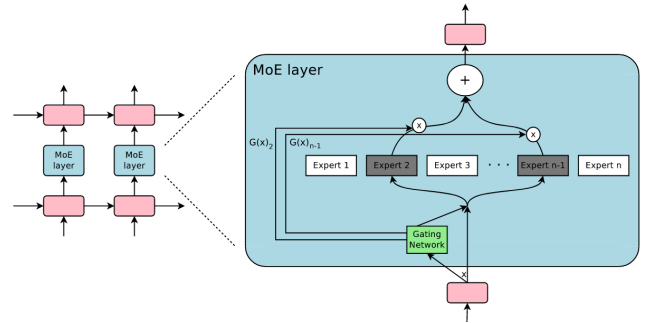 MoE layer
MoE
layer
MoE
layer
+
x
x
G(x)2
G(x)n-1
Expert 1
Expert 2
Expert 3
. . .
Expert n-1
Expert n
Gating
Network
x